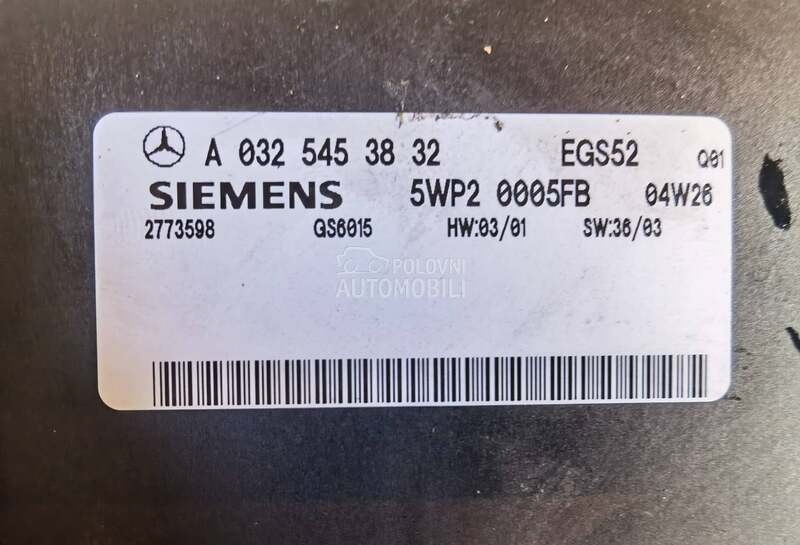 A 032 545 38 32 EGS52 Q01
SIEMENS 5WP2 0005FB 04W26
2773598 GS6015 HW:03/01 SW:36/03
POLOVNI
AUTOMOBILI